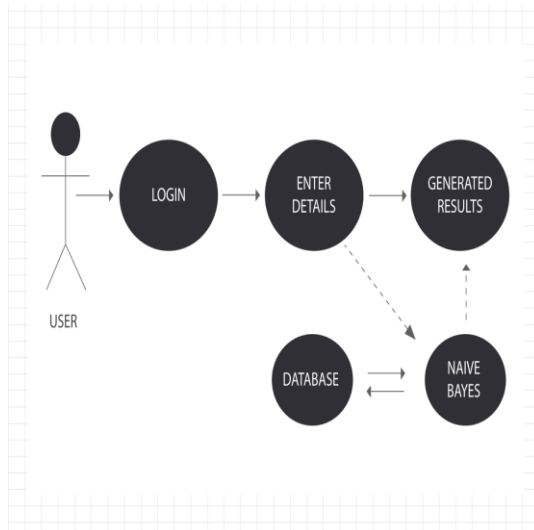 LOGIN
ENTER
DETAILS
GENERATED
RESULTS
USER
DATABASE
NAIVE
BAYES